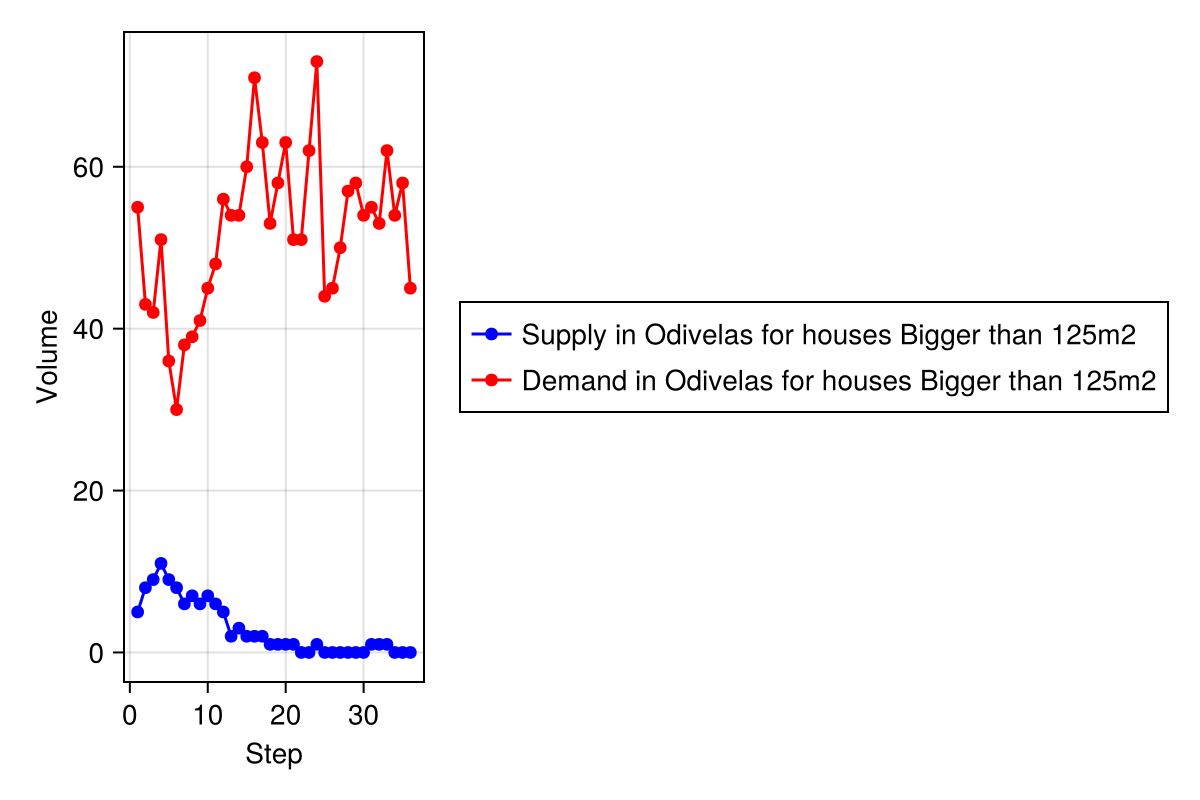 Volume
60
40
20
0
0 10 20 30
Step
Supply in Odivelas for houses Bigger than 125m2
Demand in Odivelas for houses Bigger than 125m2